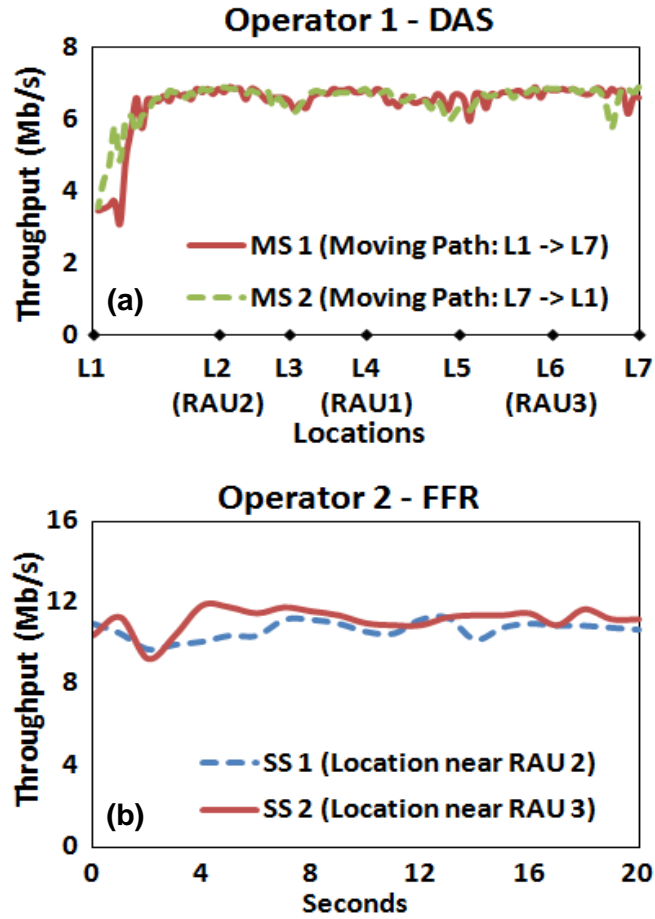 Operator 1 - DAS
Throughput (Mb/s)
8
6
4
2
0
MS 1 (Moving Path: L1 -> L7)
MS 2 (Moving Path: L7 -> L1)
(a)
L1 L2 L3 L4 L5 L6 L7
(RAU2) (RAU1) (RAU3)
Locations
Operator 2 - FFR
Throughput (Mb/s)
16
12
8
4
0
SS 1 (Location near RAU 2)
SS 2 (Location near RAU 3)
(b)
0 4 8 12 16 20
Seconds